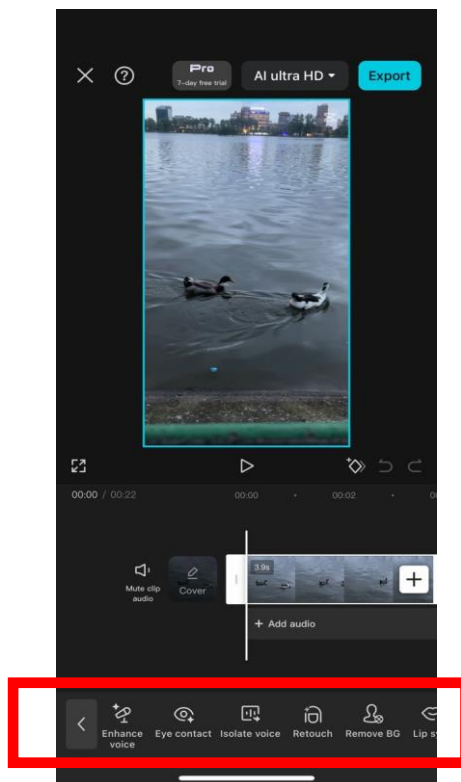 Pro
7-day free trial
AI ultra HD
Export
00:00 / 00:22
00:00
00:02
3.9s
Mute clip
audio
Cover
+ Add audio
Enhance
voice
Eye contact
Isolate voice
Retouch
Remove BG
Lip